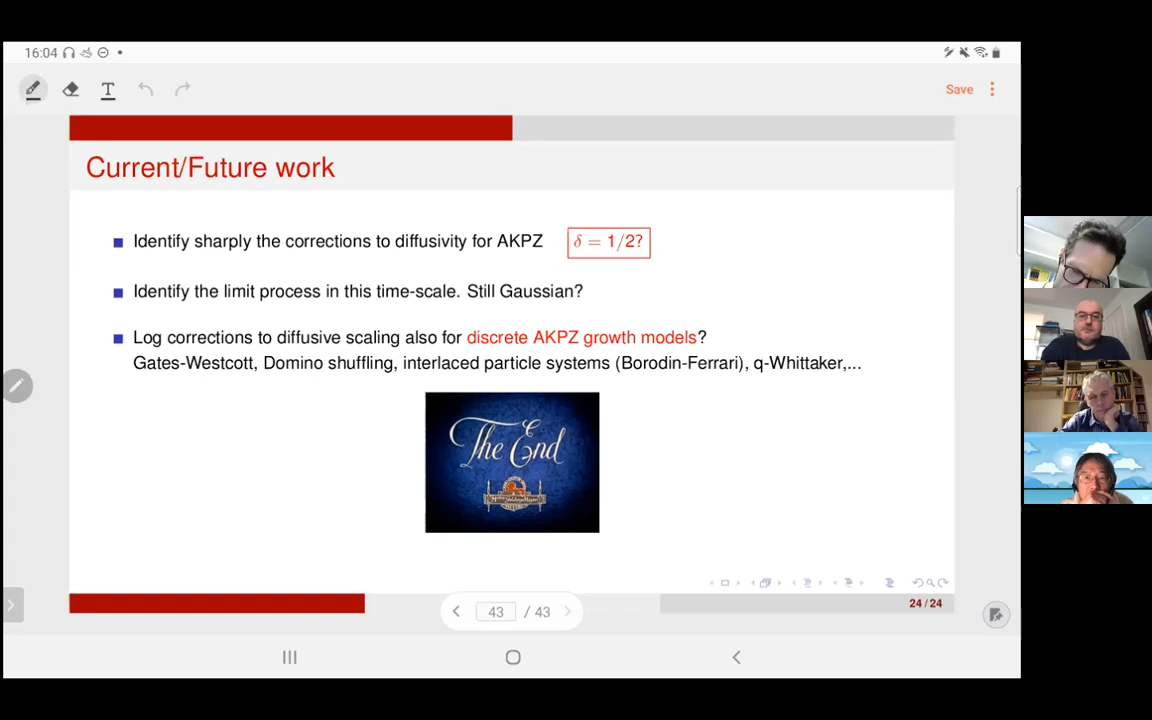 16:04
Save
Current/Future work
Identify sharply the corrections to diffusivity for AKPZ δ = 1/2?
Identify the limit process in this time-scale. Still Gaussian?
Log corrections to diffusive scaling also for discrete AKPZ growth models?
Gates-Westcott, Domino shuffling, interlaced particle systems (Borodin-Ferrari), q-Whittaker,...
The End
24/24
43 / 43